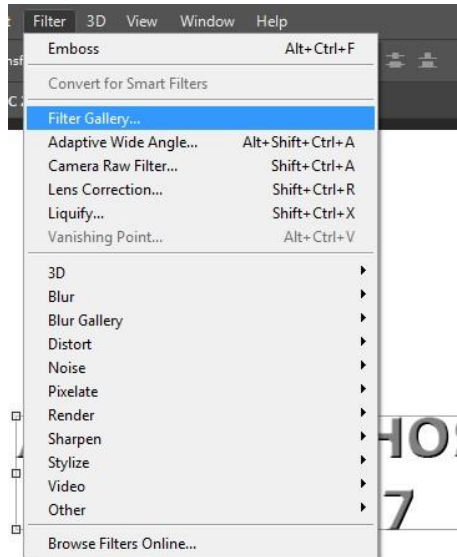 Filter 3D View Window Help
Emboss Alt+Ctrl+F
Convert for Smart Filters
Filter Gallery...
Adaptive Wide Angle... Alt+Shift+Ctrl+A
Camera Raw Filter... Shift+Ctrl+A
Lens Correction... Shift+Ctrl+R
Liquify... Shift+Ctrl+X
Vanishing Point... Alt+Ctrl+V
3D
Blur
Blur Gallery
Distort
Noise
Pixelate
Render
Sharpen
Stylize
Video
Other
Browse Filters Online...
7